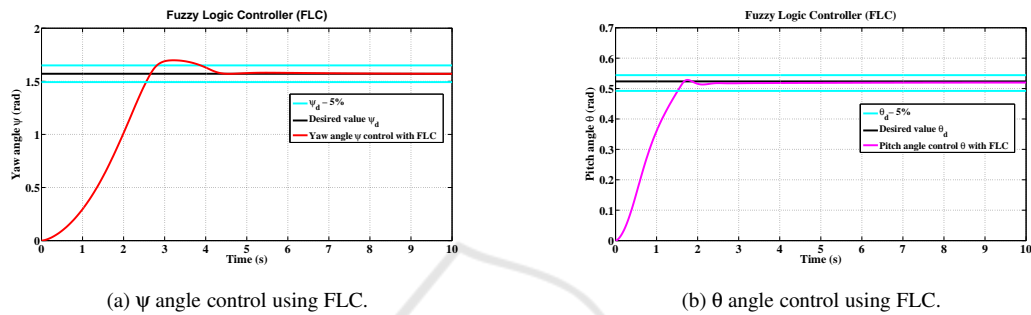 Fuzzy Logic Controller (FLC)
2
1.5
1
0.5
0
Yaw angle ψ (rad)
ψd – 5%
Desired value ψd
Yaw angle ψ control with FLC
0 1 2 3 4 5 6 7 8 9 10
Time (s)
(a) ψ angle control using FLC.
Fuzzy Logic Controller (FLC)
0.7
0.6
0.5
0.4
0.3
0.2
0.1
0
Pitch angle θ (rad)
θd – 5%
Desired value θd
Pitch angle control θ with FLC
0 1 2 3 4 5 6 7 8 9 10
Time (s)
(b) θ angle control using FLC.